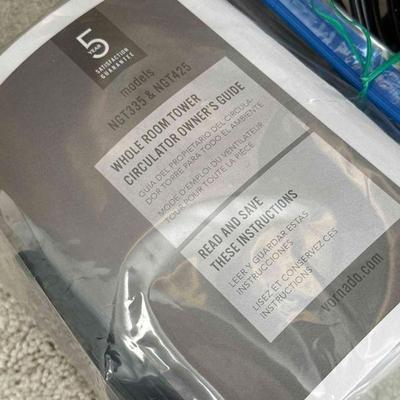 5
YEAR
SATISFACTION
GUARANTEE
models
NGT335 & NGT425
WHOLE ROOM TOWER
CIRCULATOR OWNER'S GUIDE
GUÍA DEL PROPIETARIO DEL CIRCULA-
DOR TORRE PARA TODO EL AMBIENTE
MODE D'EMPLOI DU VENTILATEUR
TOUR POUR TOUTE LA PIÈCE
READ AND SAVE
THESE INSTRUCTIONS
LEER Y GUARDAR ESTAS
INSTRUCCIONES
LISEZ ET CONSERVEZ CES
INSTRUCTIONS
vornado.com